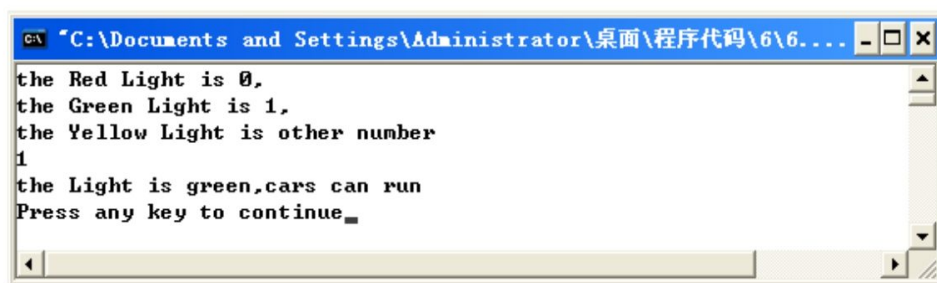 "C:\Documents and Settings\Administrator\桌面\程序代码\6\6....
the Red Light is 0,
the Green Light is 1,
the Yellow Light is other number
1
the Light is green,cars can run
Press any key to continue